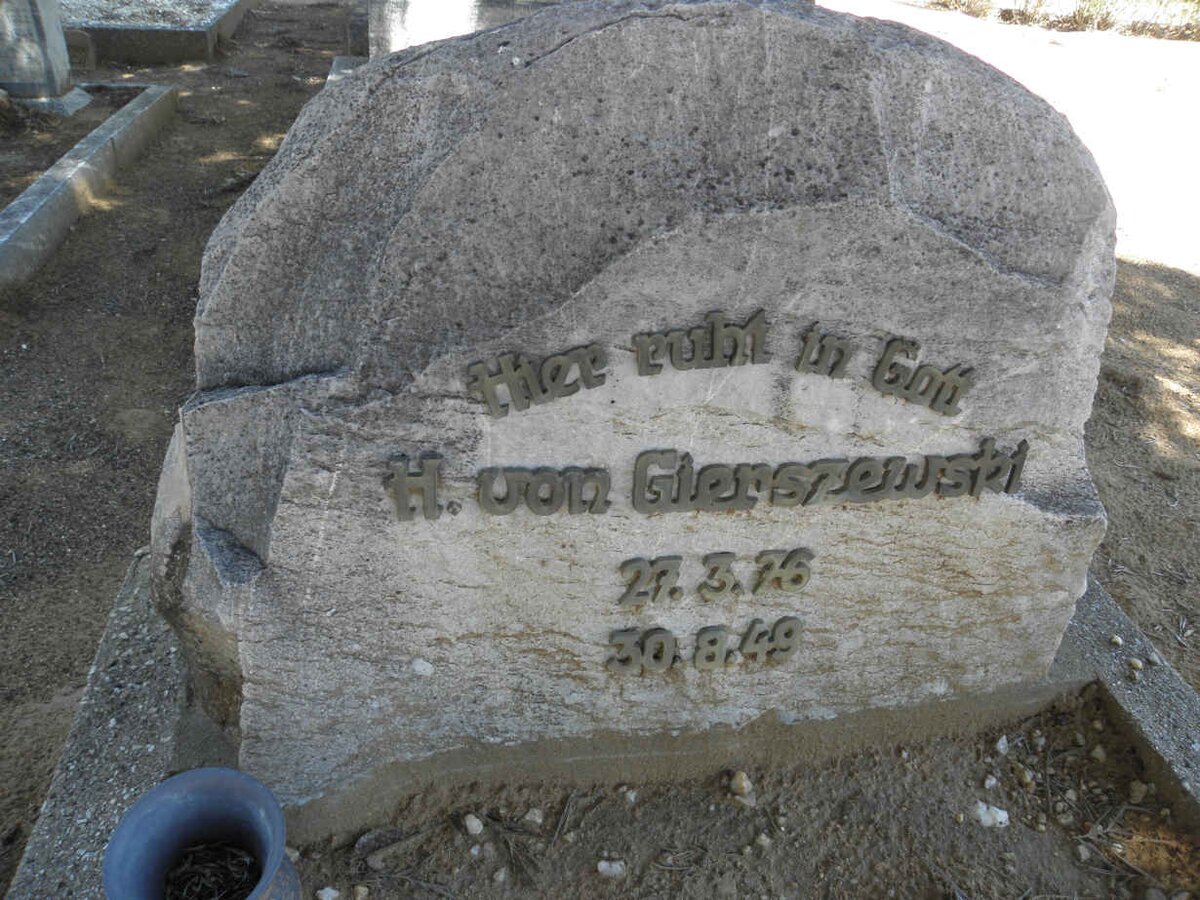 Hier ruht in Gott
H. von Gierszewski
27. 3. 76
30. 8. 49